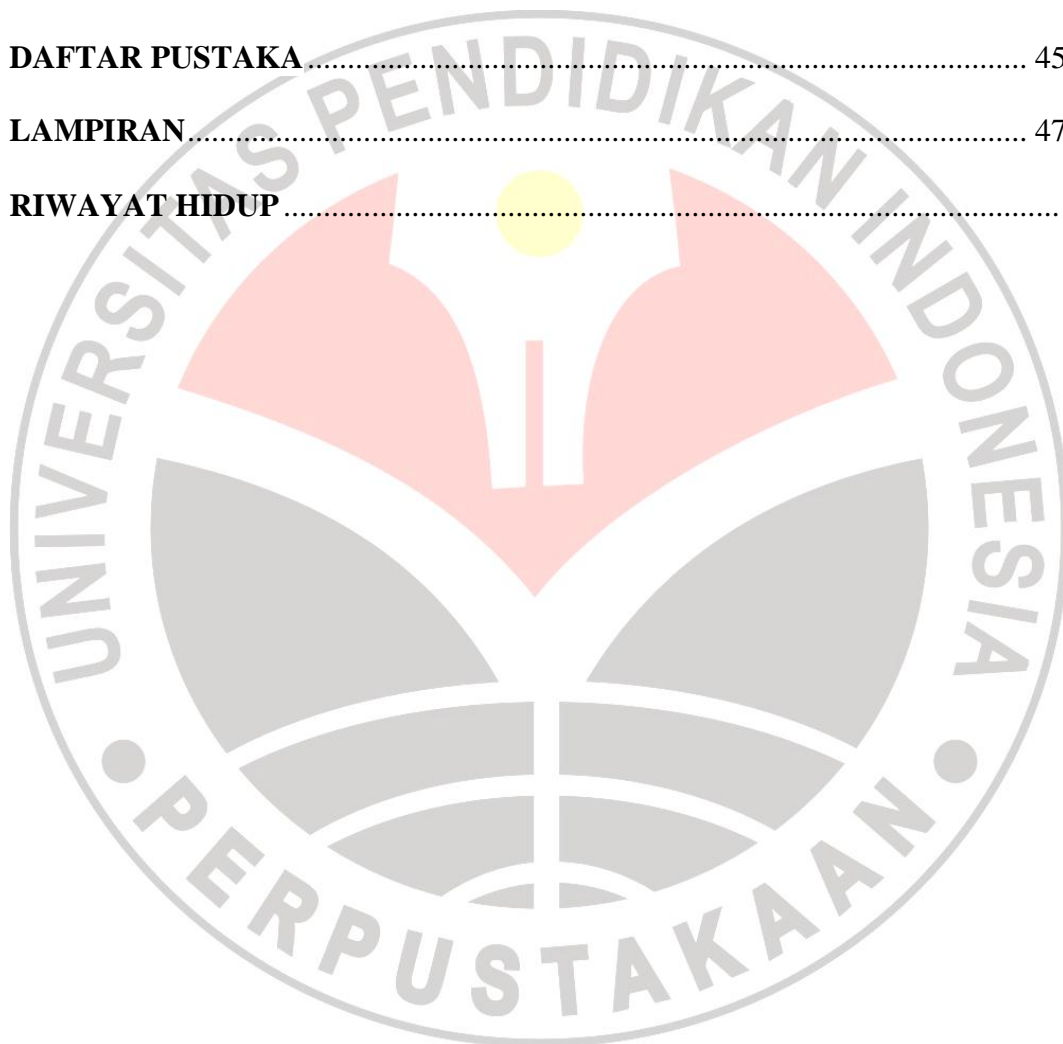 DAFTAR PUSTAKA........................................................................................ 45
LAMPIRAN........................................................................................ 47
RIWAYAT HIDUP........................................................................................
UNIVERSITAS PENDIDIKAN INDONESIA
• PERPUSTAKAAN •